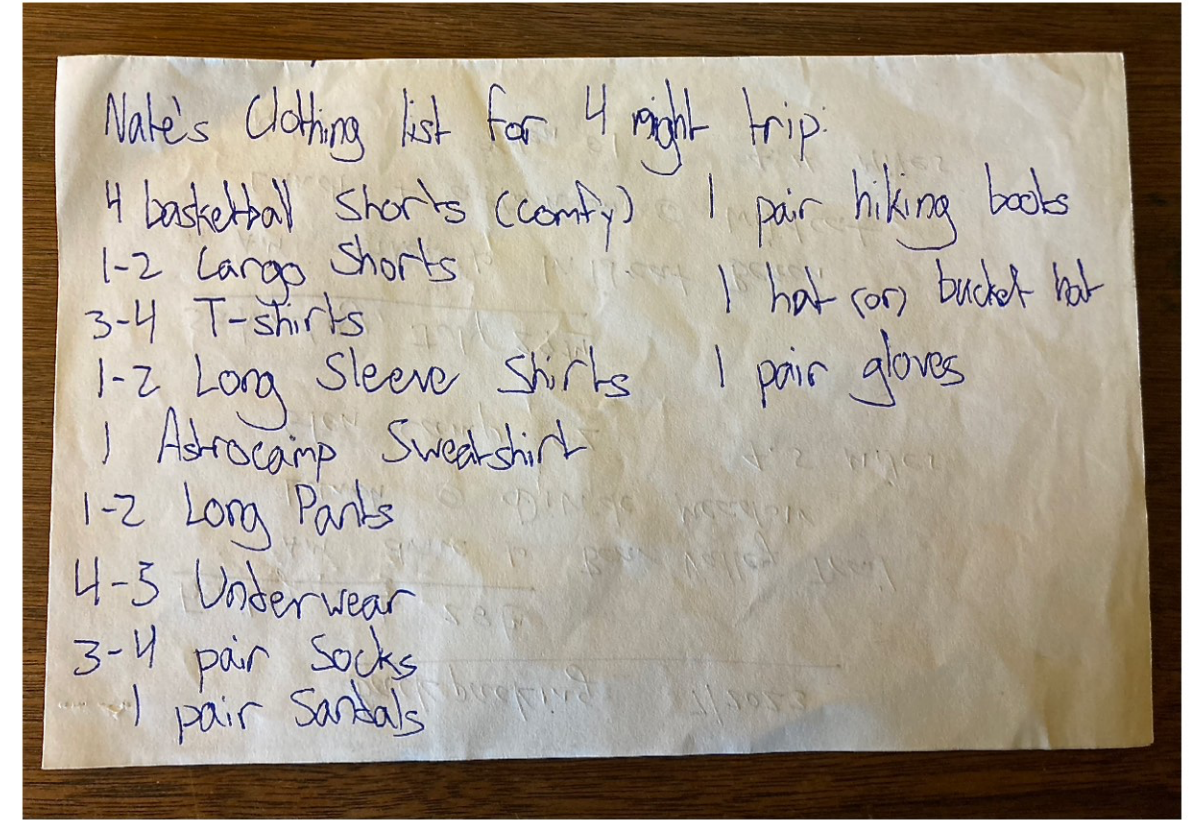 Nate's Clothing list for 4 night trip:
4 basketball shorts (comfy)
1-2 Cargo Shorts
3-4 T-shirts
1-2 Long Sleeve Shirts
1 Astrocamp Sweatshirt
1-2 Long Pants
4-5 Underwear
3-4 pair Socks
1 pair Sandals
1 pair hiking boots
1 hat (or) bucket hat
1 pair gloves